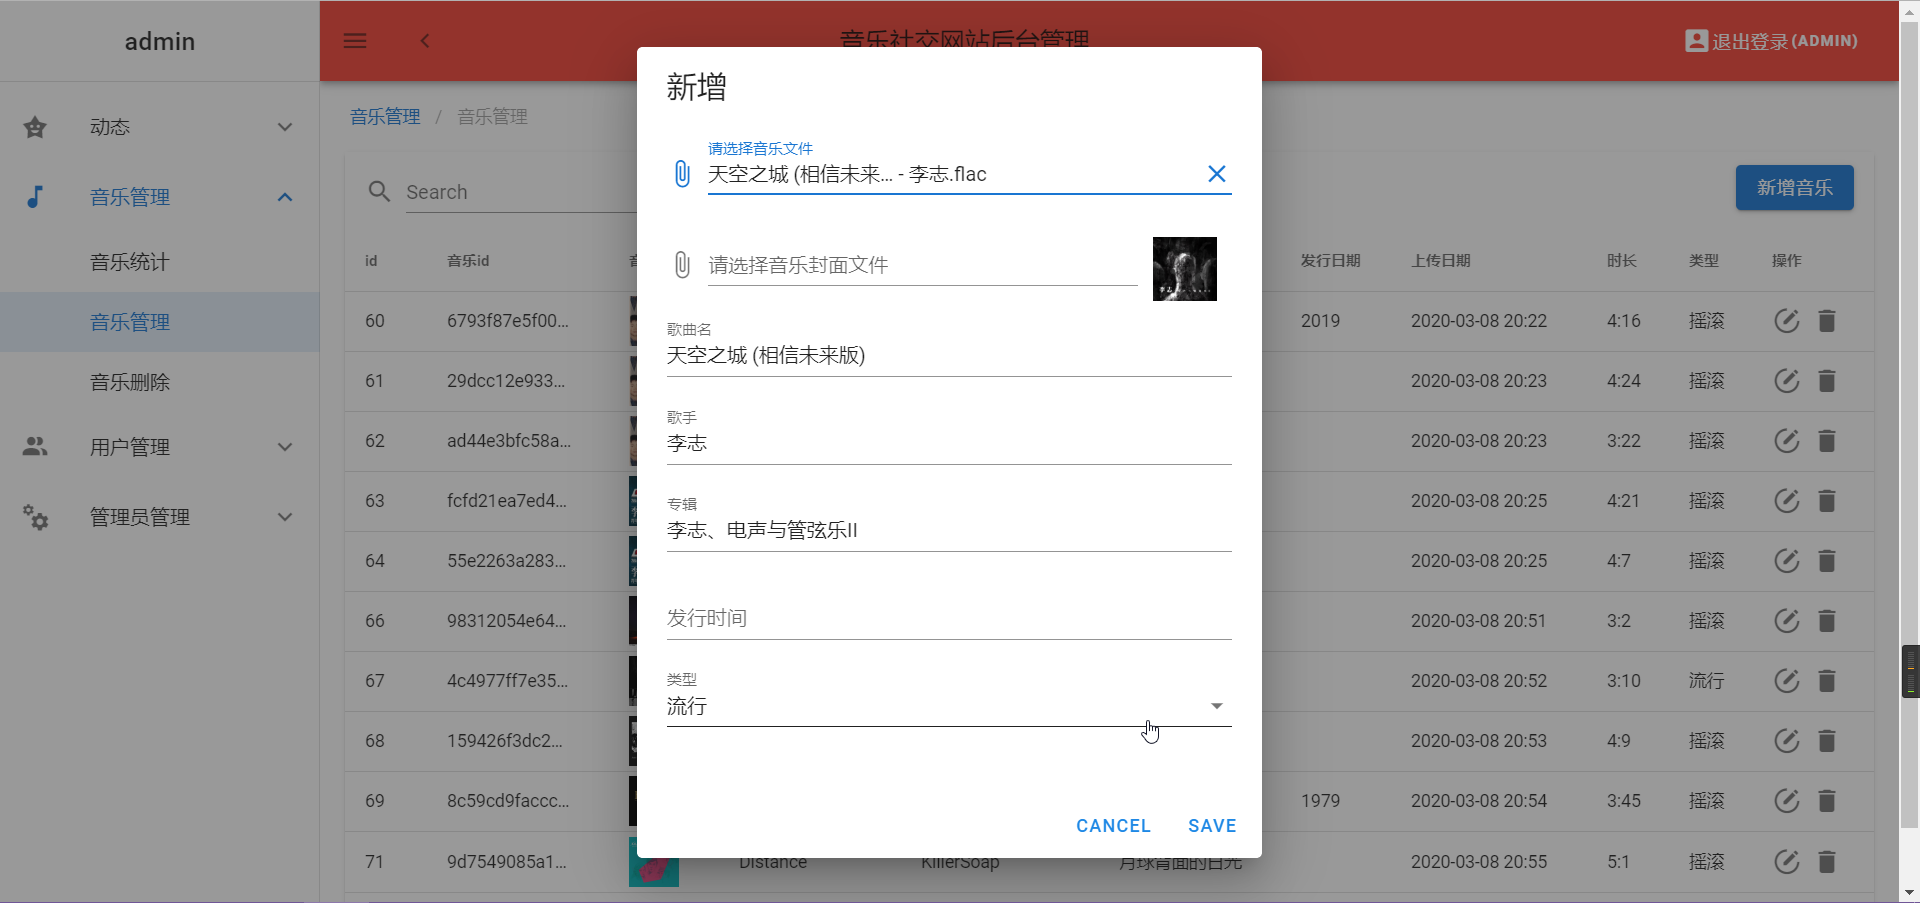 admin
音乐社交网站后台管理
退出登录(ADMIN)
动态
音乐管理
音乐统计
音乐管理
音乐删除
用户管理
管理员管理
音乐管理 / 音乐管理
Search
新增音乐
id 音乐id 发行日期 上传日期 时长 类型 操作
60 6793f87e5f00... 2019 2020-03-08 20:22 4:16 摇滚
61 29dcc12e933... 2020-03-08 20:23 4:24 摇滚
62 ad44e3bfc58a... 2020-03-08 20:23 3:22 摇滚
63 fcfd21ea7ed4... 2020-03-08 20:25 4:21 摇滚
64 55e2263a283... 2020-03-08 20:25 4:7 摇滚
66 98312054e64... 2020-03-08 20:51 3:2 摇滚
67 4c4977ff7e35... 2020-03-08 20:52 3:10 流行
68 159426f3dc2... 2020-03-08 20:53 4:9 摇滚
69 8c59cd9faccc... 1979 2020-03-08 20:54 3:45 摇滚
71 9d7549085a1... Distance KillerSoap 月球背面的日光 2020-03-08 20:55 5:1 摇滚
新增
请选择音乐文件
天空之城 (相信未来... - 李志.flac
请选择音乐封面文件
歌曲名
天空之城 (相信未来版)
歌手
李志
专辑
李志、电声与管弦乐II
发行时间
类型
流行
CANCEL SAVE